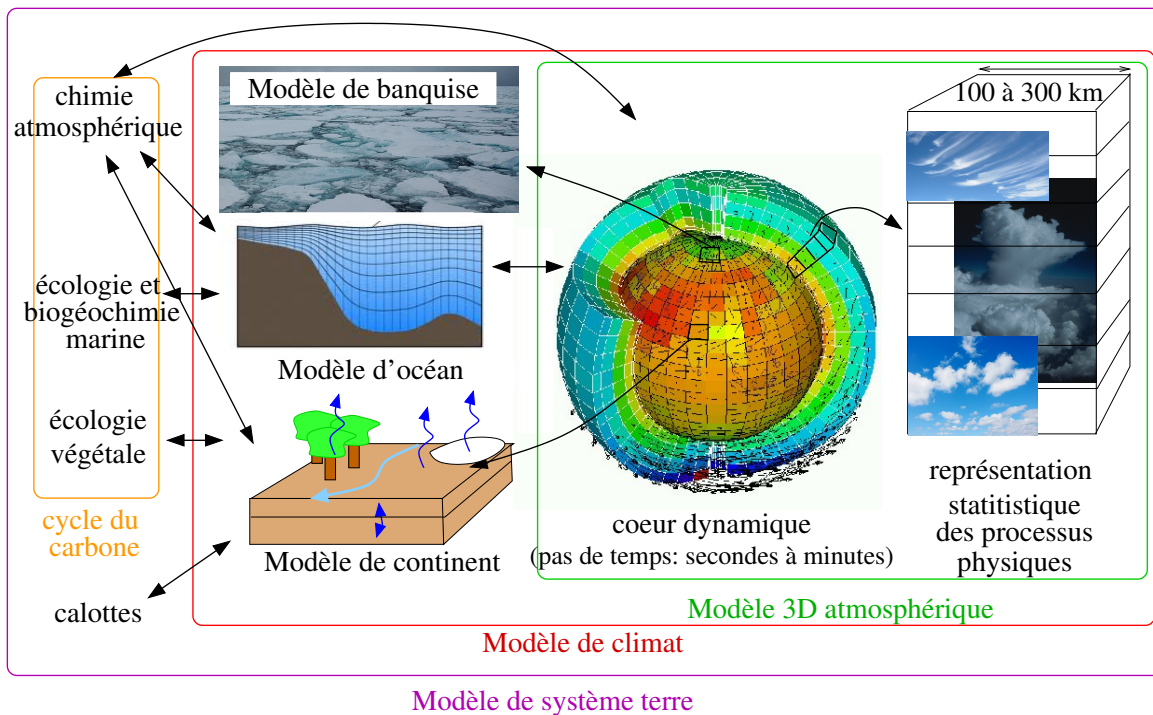 chimie
atmosphérique
écologie et
biogéochimie
marine
écologie
végétale
cycle du
carbone
calottes
Modèle de banquise
Modèle d'océan
Modèle de continent
coeur dynamique
(pas de temps: secondes à minutes)
100 à 300 km
représentation
statitistique
des processus
physiques
Modèle 3D atmosphérique
Modèle de climat
Modèle de système terre